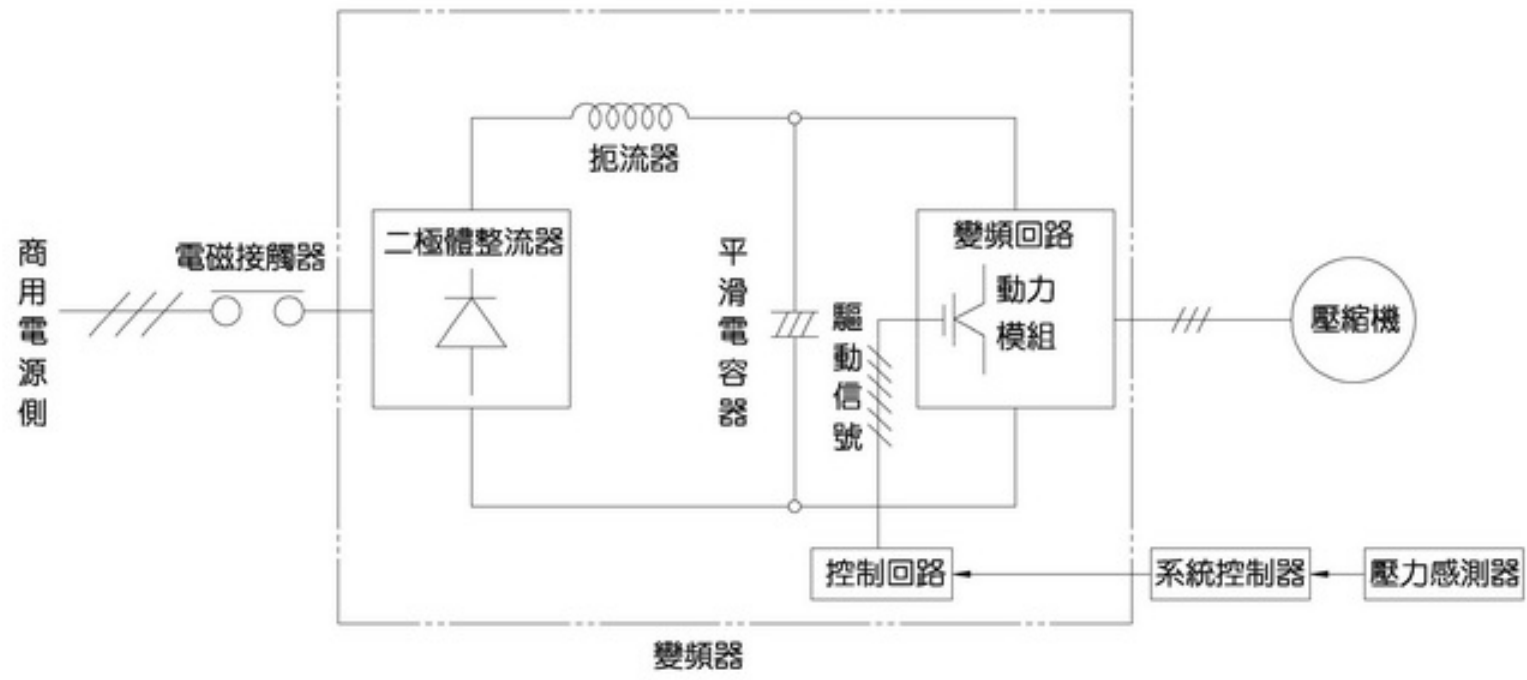 商用電源側
電磁接觸器
二極體整流器
扼流器
平滑電容器
驅動信號
變頻回路
動力
模組
壓縮機
控制回路
系統控制器
壓力感測器
變頻器